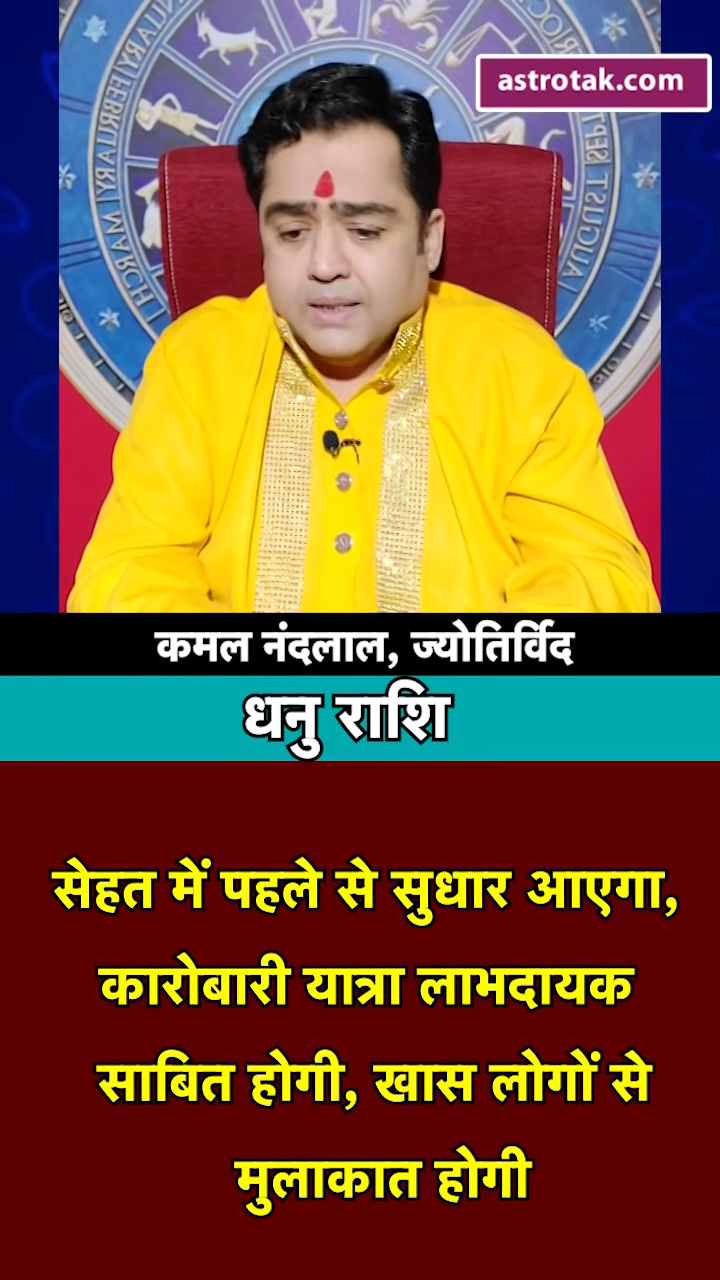 astrotak.com
कमल नंदलाल, ज्योतिर्विद
धनु राशि
सेहत में पहले से सुधार आएगा,
कारोबारी यात्रा लाभदायक
साबित होगी, खास लोगों से
मुलाकात होगी